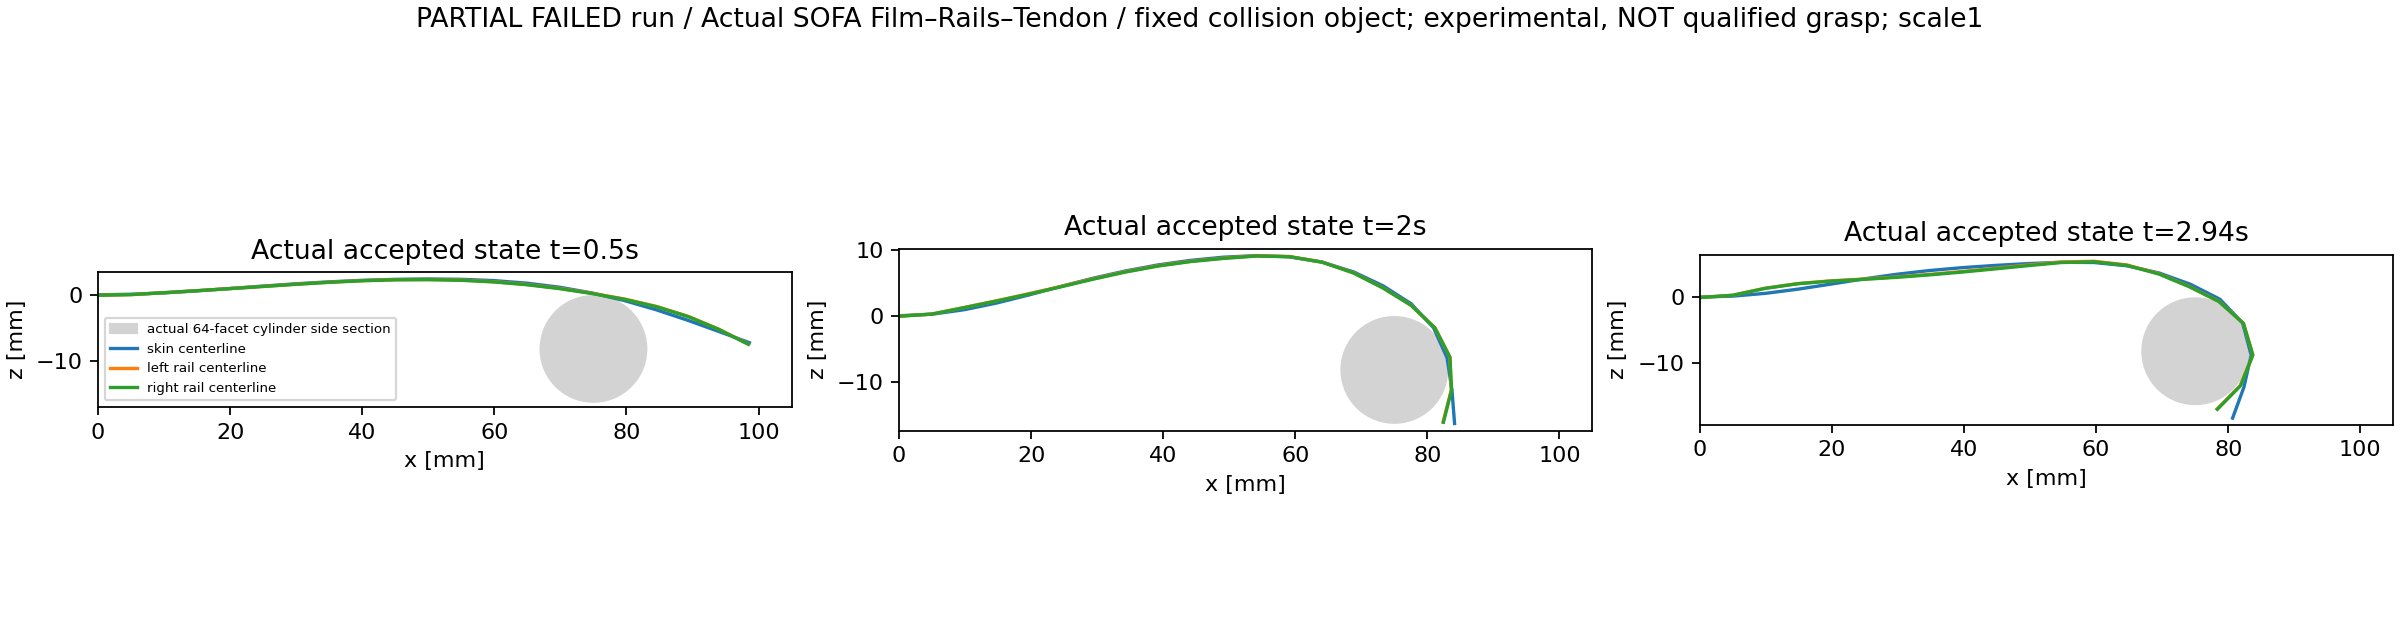 PARTIAL FAILED run / Actual SOFA Film–Rails–Tendon / fixed collision object; experimental, NOT qualified grasp; scale1
Actual accepted state t=0.5s
0
−10
z [mm]
actual 64-facet cylinder side section
skin centerline
left rail centerline
right rail centerline
0 20 40 60 80 100
x [mm]
Actual accepted state t=2s
10
0
−10
z [mm]
0 20 40 60 80 100
x [mm]
Actual accepted state t=2.94s
0
−10
z [mm]
0 20 40 60 80 100
x [mm]